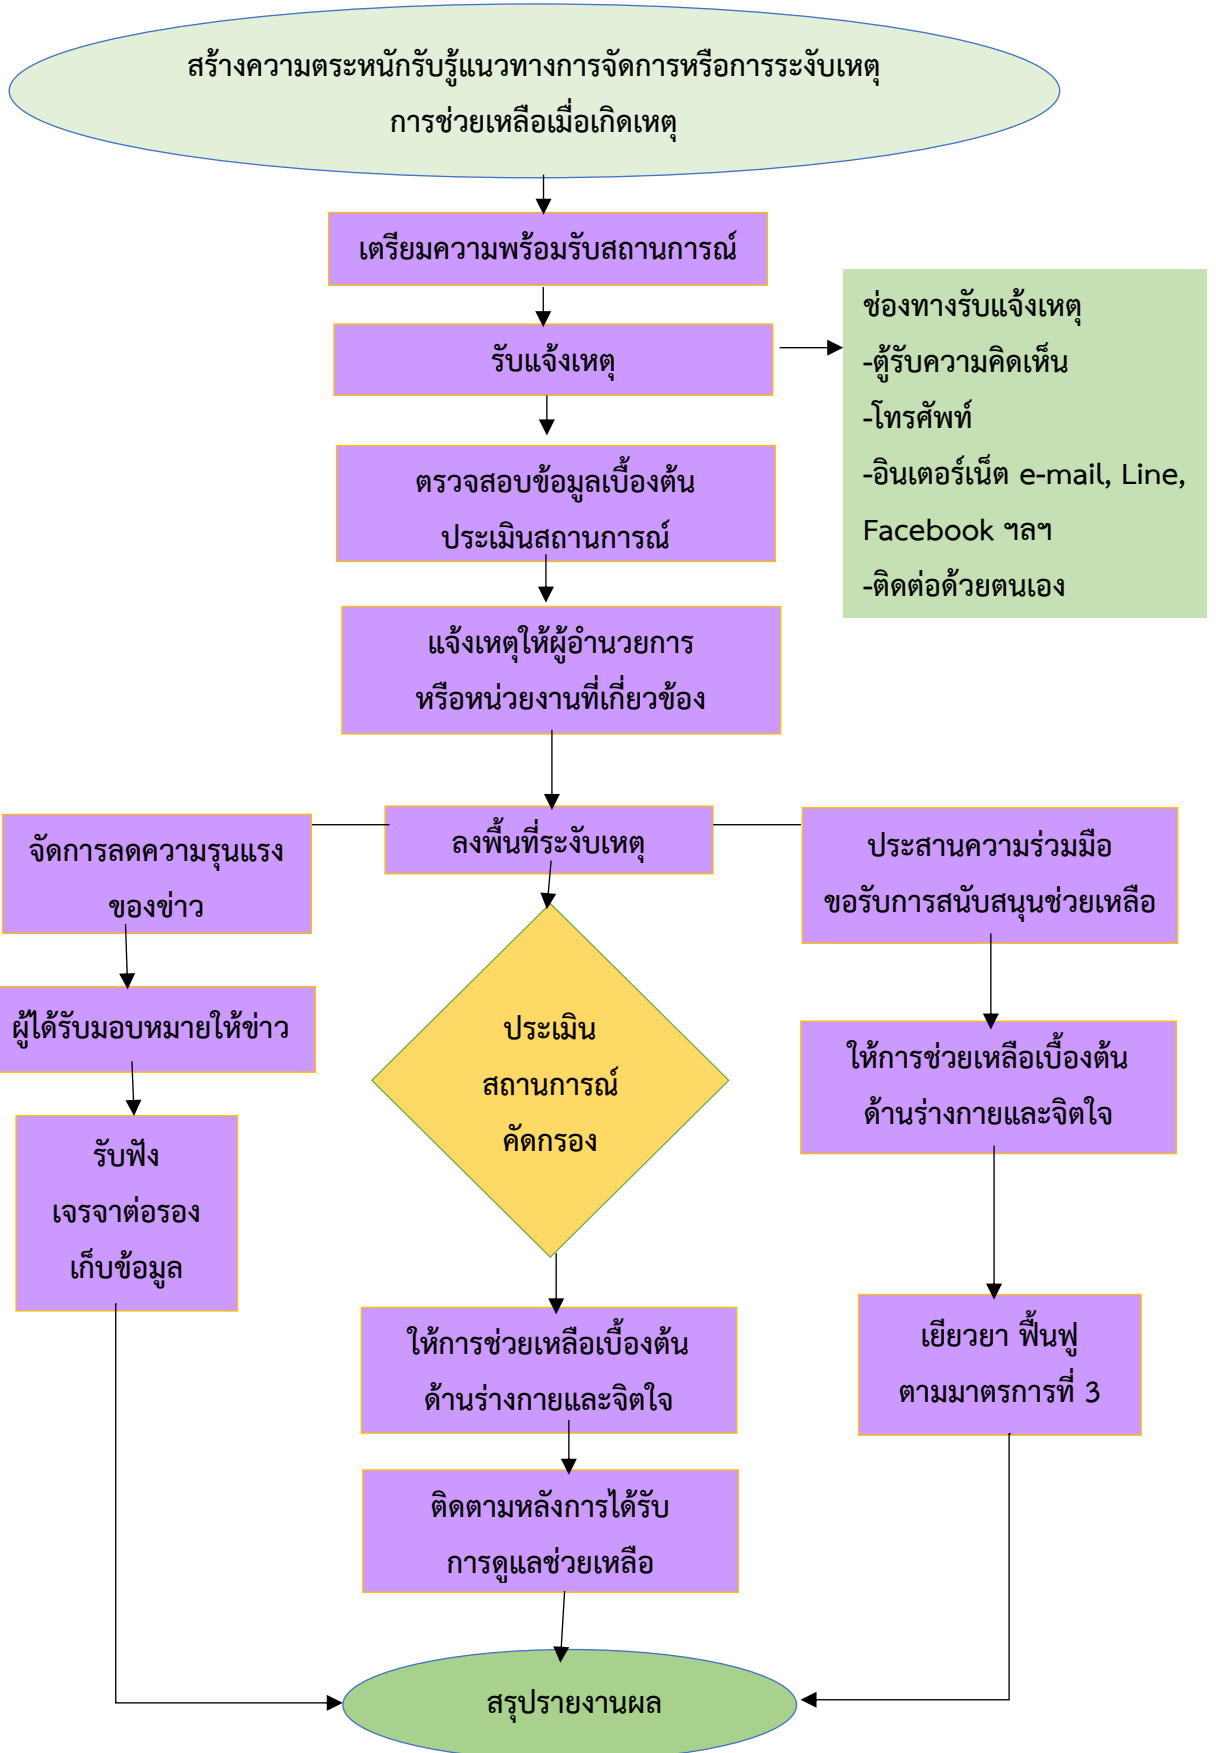 สร้างความตระหนักรับรู้แนวทางการจัดการหรือการระงับเหตุ
การช่วยเหลือเมื่อเกิดเหตุ
เตรียมความพร้อมรับสถานการณ์
รับแจ้งเหตุ
ช่องทางรับแจ้งเหตุ
-ตู้รับความคิดเห็น
-โทรศัพท์
-อินเตอร์เน็ต e-mail, Line,
Facebook ฯลฯ
-ติดต่อด้วยตนเอง
ตรวจสอบข้อมูลเบื้องต้น
ประเมินสถานการณ์
แจ้งเหตุให้ผู้อำนวยการ
หรือหน่วยงานที่เกี่ยวข้อง
ลงพื้นที่ระงับเหตุ
จัดการลดความรุนแรง
ของข่าว
ผู้ได้รับมอบหมายให้ข่าว
รับฟัง
เจรจาต่อรอง
เก็บข้อมูล
ประเมิน
สถานการณ์
คัดกรอง
ให้การช่วยเหลือเบื้องต้น
ด้านร่างกายและจิตใจ
ติดตามหลังการได้รับ
การดูแลช่วยเหลือ
ประสานความร่วมมือ
ขอรับการสนับสนุนช่วยเหลือ
ให้การช่วยเหลือเบื้องต้น
ด้านร่างกายและจิตใจ
เยียวยา ฟื้นฟู
ตามมาตรการที่ 3
สรุปรายงานผล